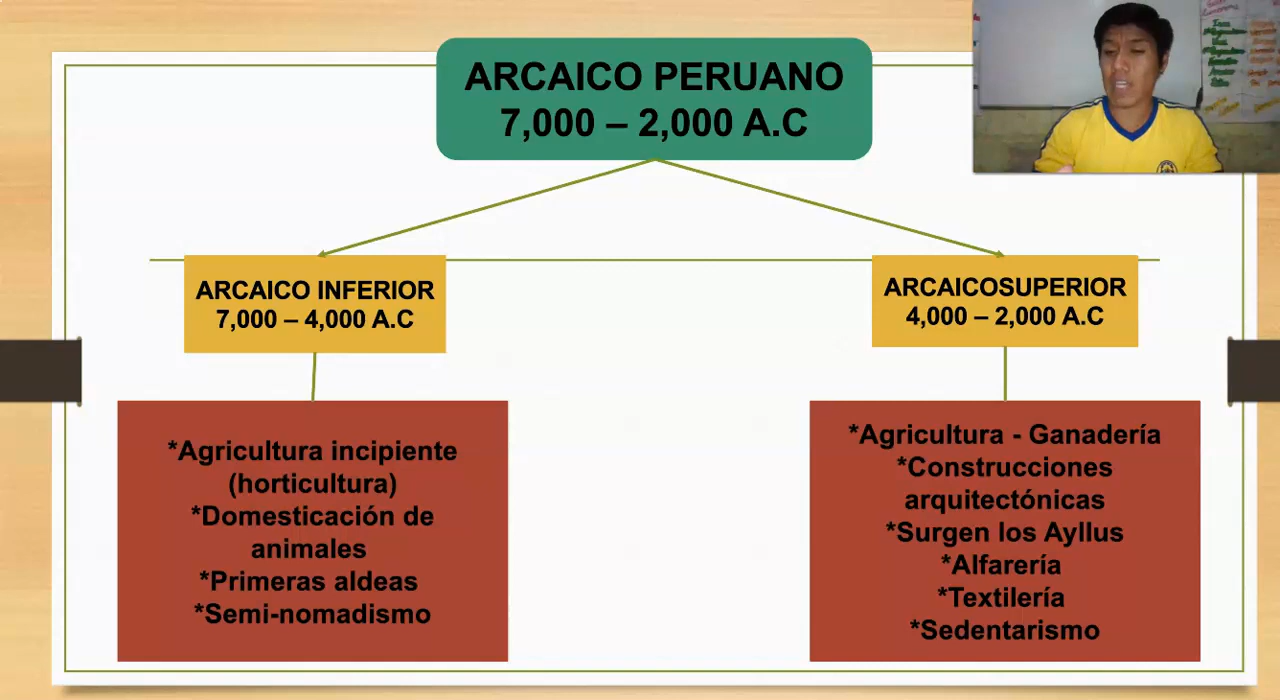 ARCAICO PERUANO
7,000 – 2,000 A.C
ARCAICO INFERIOR
7,000 – 4,000 A.C
*Agricultura incipiente
(horticultura)
*Domesticación de
animales
*Primeras aldeas
*Semi-nomadismo
ARCAICOSUPERIOR
4,000 – 2,000 A.C
*Agricultura - Ganadería
*Construcciones
arquitectónicas
*Surgen los Ayllus
*Alfarería
*Textilería
*Sedentarismo